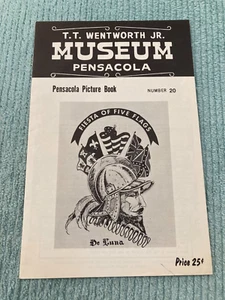 T.T. WENTWORTH JR.
MUSEUM
PENSACOLA
Pensacola Picture Book NUMBER 20
FIESTA OF FIVE FLAGS
De Luna
Price 25¢